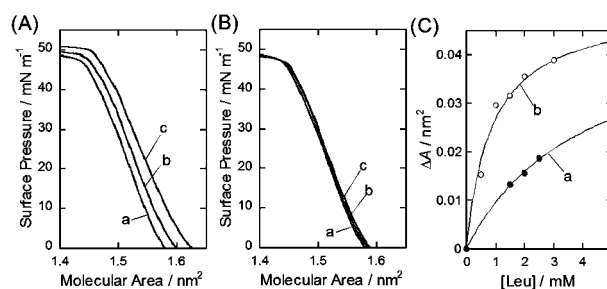 (A)
Surface Pressure / mN m⁻¹
50
40
30
20
10
0
1.4
1.5
1.6
Molecular Area / nm²
a
b
c
(B)
Surface Pressure / mN m⁻¹
50
40
30
20
10
0
1.4
1.5
1.6
Molecular Area / nm²
a
b
c
(C)
ΔA / nm²
0.04
0.03
0.02
0.01
0
0
1
2
3
4
[Leu] / mM
b
a